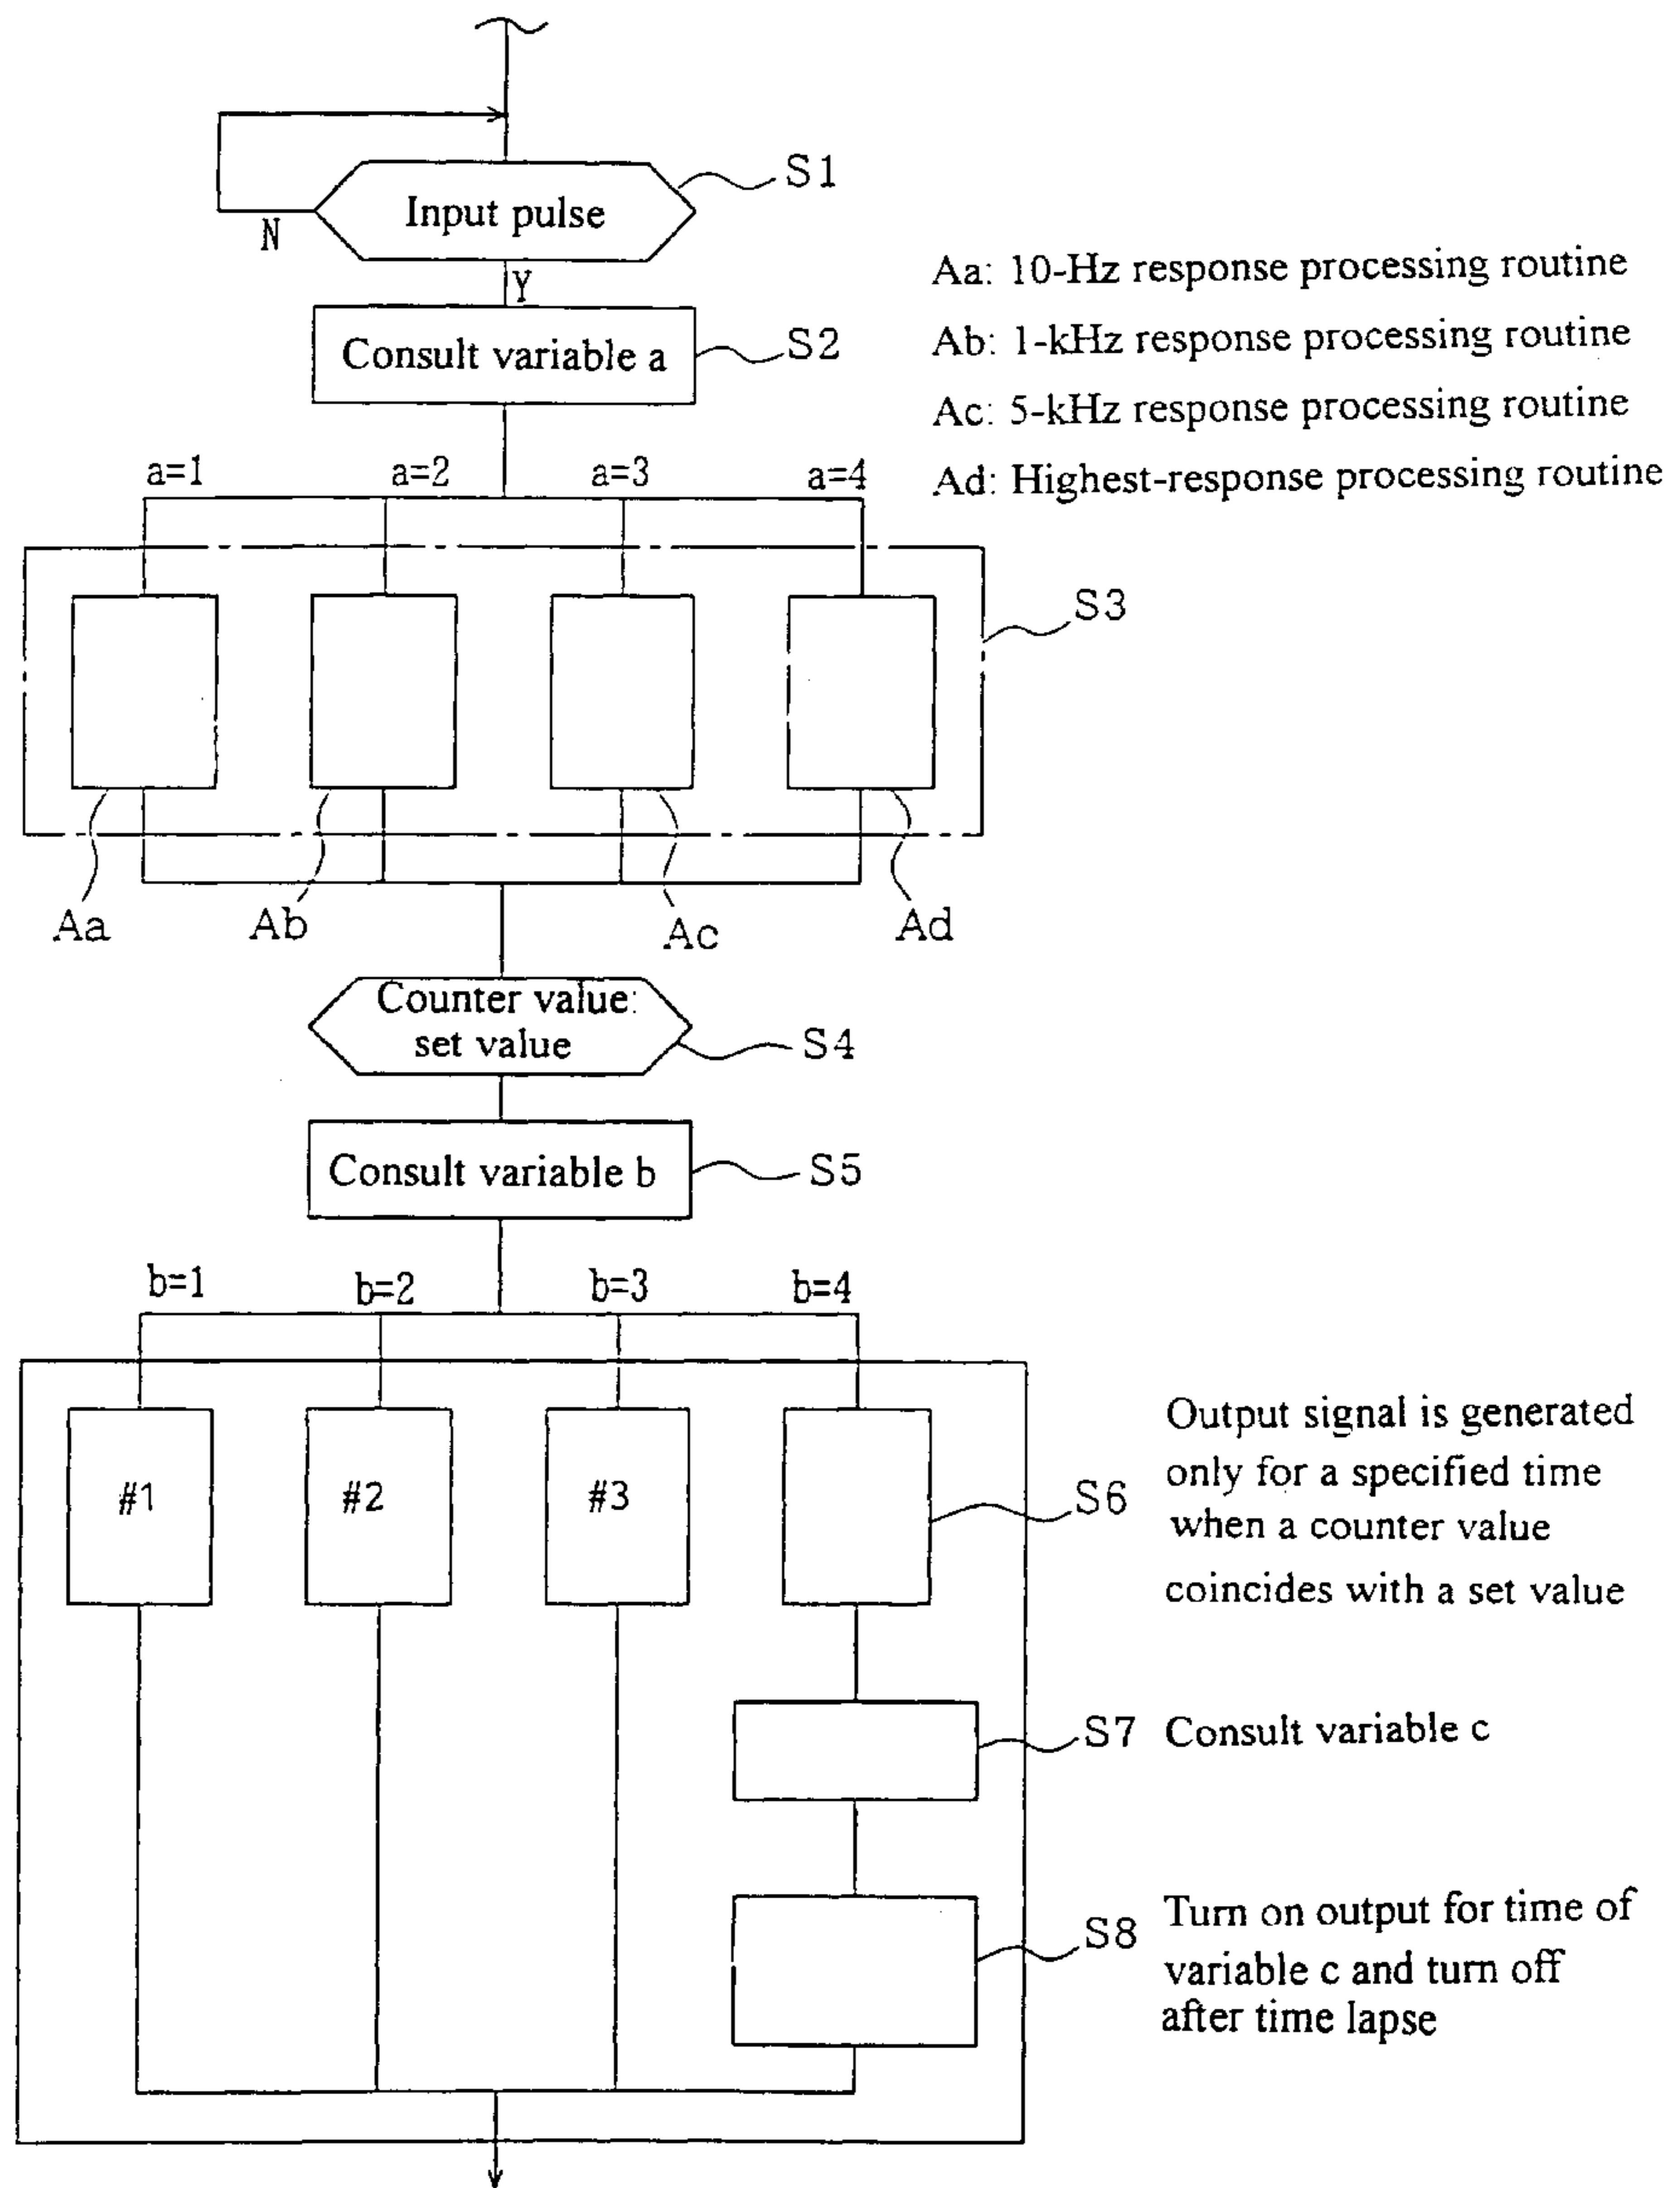 S1
Input pulse
N
Y
Aa: 10-Hz response processing routine
Ab: 1-kHz response processing routine
Ac: 5-kHz response processing routine
Ad: Highest-response processing routine
Consult variable a
S2
a=1
a=2
a=3
a=4
S3
Aa
Ab
Ac
Ad
Counter value:
set value
S4
Consult variable b
S5
b=1
b=2
b=3
b=4
#1
#2
#3
S6
Output signal is generated
only for a specified time
when a counter value
coincides with a set value
S7
Consult variable c
S8
Turn on output for time of
variable c and turn off
after time lapse